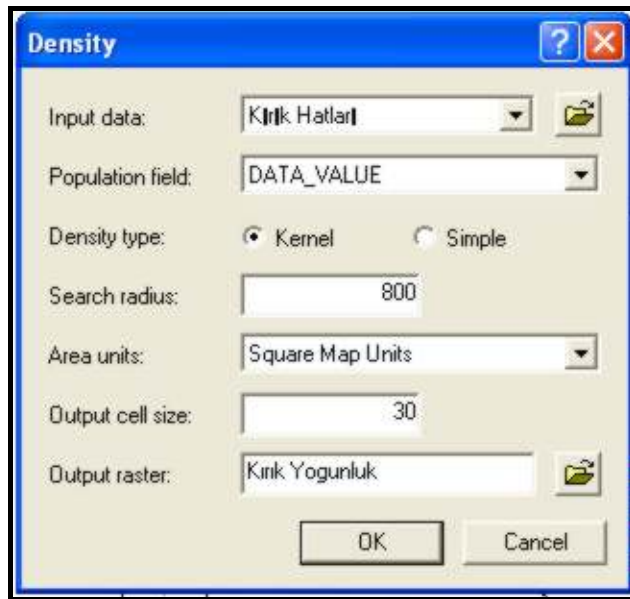 Density
Input data: Kırık Hatları
Population field: DATA_VALUE
Density type: Kernel Simple
Search radius: 800
Area units: Square Map Units
Output cell size: 30
Output raster: Kırık Yogunluk
OK Cancel